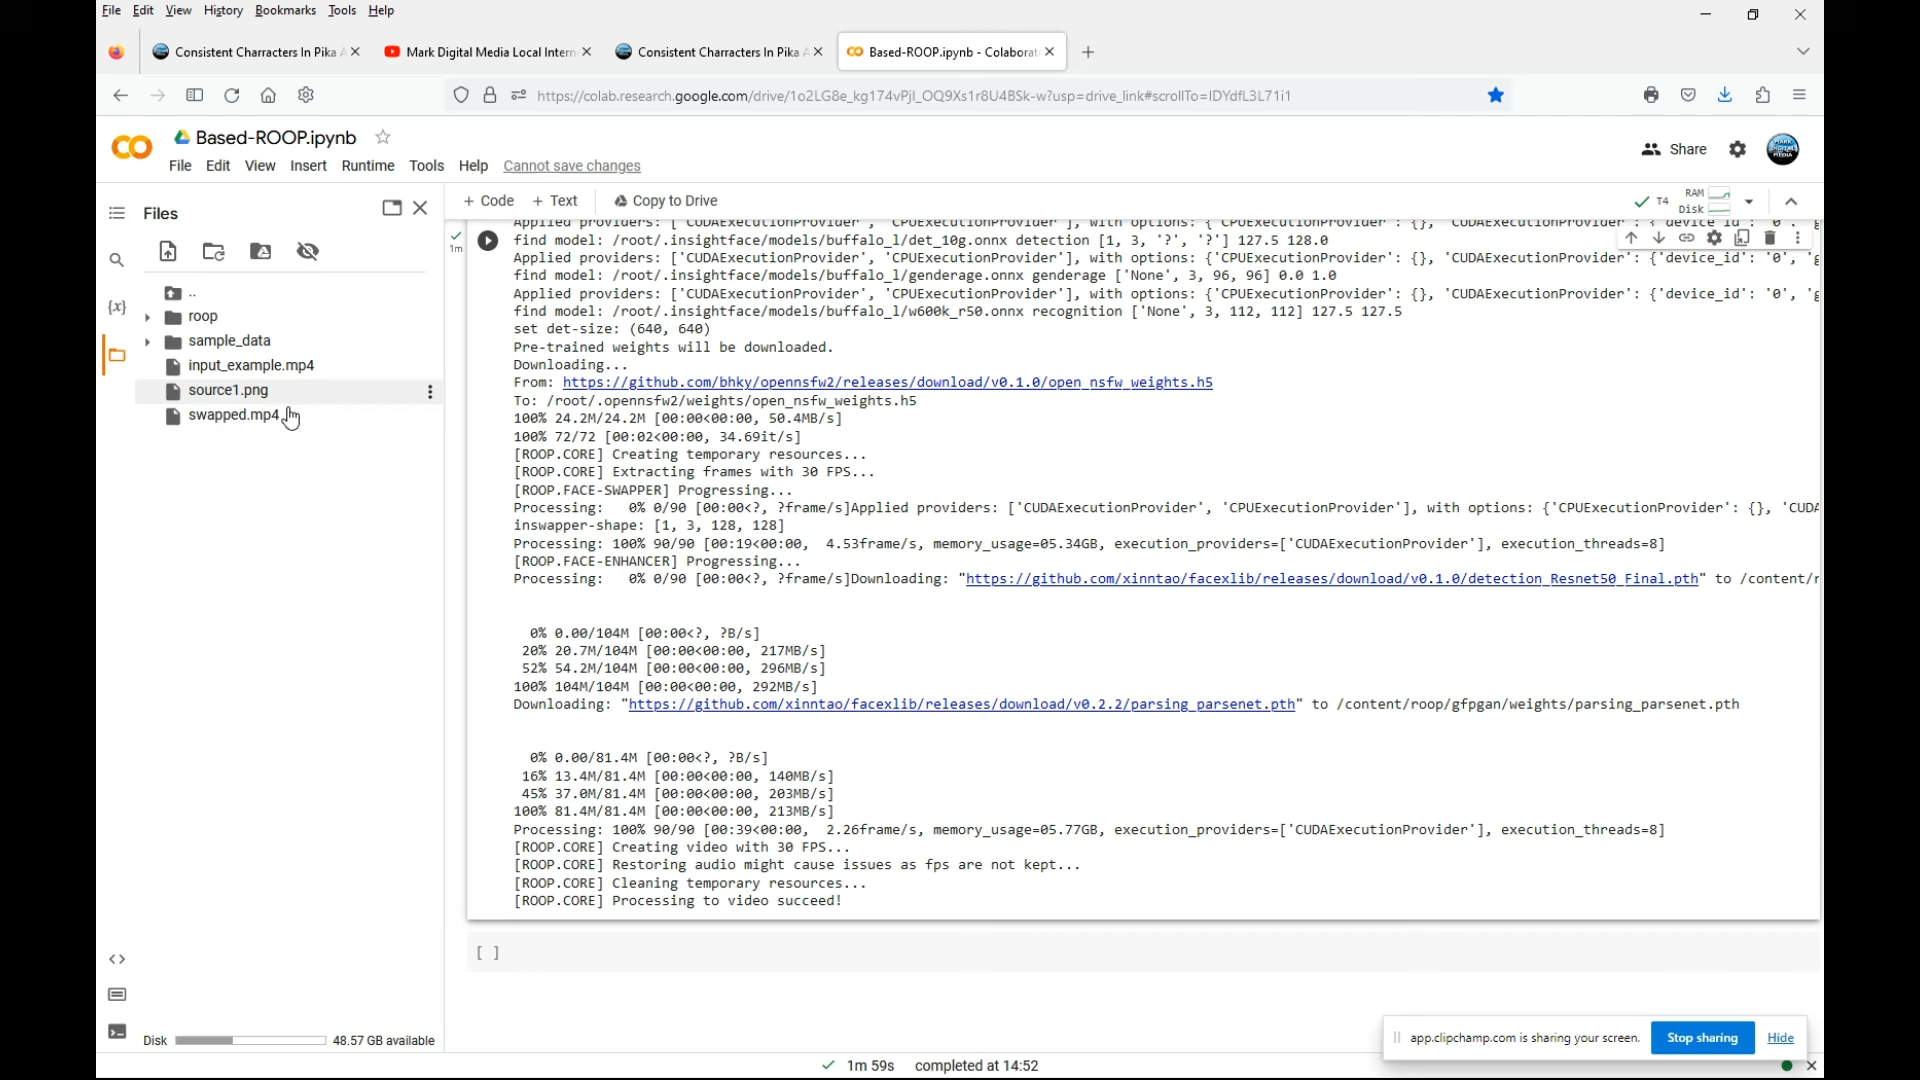 File Edit View History Bookmarks Tools Help
Consistent Charracters In Pika A
Mark Digital Media Local Intern
Consistent Charracters In Pika A
Based-ROOP.ipynb - Colaborat
https://colab.research.google.com/drive/1o2LG8e_kg174vPjI_OQ9Xs1r8U4BSk-w?usp=drive_link#scrollTo=IDYdfL3L71i1
Based-ROOP.ipynb
Share
File Edit View Insert Runtime Tools Help Cannot save changes
Files
+ Code + Text Copy to Drive
T4 RAM
Disk
..
roop
sample_data
input_example.mp4
source1.png
swapped.mp4
{x}
1m
Applied providers: ['CUDAExecutionProvider', 'CPUExecutionProvider'], with options: {'CPUExecutionProvider': {}, 'CUDAExecutionProvider': {'device_id': '0', 'g
find model: /root/.insightface/models/buffalo_l/det_10g.onnx detection [1, 3, '?', '?'] 127.5 128.0
Applied providers: ['CUDAExecutionProvider', 'CPUExecutionProvider'], with options: {'CPUExecutionProvider': {}, 'CUDAExecutionProvider': {'device_id': '0', 'g
find model: /root/.insightface/models/buffalo_l/genderage.onnx genderage ['None', 3, 96, 96] 0.0 1.0
Applied providers: ['CUDAExecutionProvider', 'CPUExecutionProvider'], with options: {'CPUExecutionProvider': {}, 'CUDAExecutionProvider': {'device_id': '0', 'g
find model: /root/.insightface/models/buffalo_l/w600k_r50.onnx recognition ['None', 3, 112, 112] 127.5 127.5
set det-size: (640, 640)
Pre-trained weights will be downloaded.
Downloading...
From: https://github.com/bhky/opennsfw2/releases/download/v0.1.0/open_nsfw_weights.h5
To: /root/.opennsfw2/weights/open_nsfw_weights.h5
100% 24.2M/24.2M [00:00<00:00, 50.4MB/s]
100% 72/72 [00:02<00:00, 34.69it/s]
[ROOP.CORE] Creating temporary resources...
[ROOP.CORE] Extracting frames with 30 FPS...
[ROOP.FACE-SWAPPER] Progressing...
Processing: 0% 0/90 [00:00<?, ?frame/s]Applied providers: ['CUDAExecutionProvider', 'CPUExecutionProvider'], with options: {'CPUExecutionProvider': {}, 'CUDA
inswapper-shape: [1, 3, 128, 128]
Processing: 100% 90/90 [00:19<00:00, 4.53frame/s, memory_usage=05.34GB, execution_providers=['CUDAExecutionProvider'], execution_threads=8]
[ROOP.FACE-ENHANCER] Progressing...
Processing: 0% 0/90 [00:00<?, ?frame/s]Downloading: "https://github.com/xinntao/facexlib/releases/download/v0.1.0/detection_Resnet50_Final.pth" to /content/r
0% 0.00/104M [00:00<?, ?B/s]
20% 20.7M/104M [00:00<00:00, 217MB/s]
52% 54.2M/104M [00:00<00:00, 296MB/s]
100% 104M/104M [00:00<00:00, 292MB/s]
Downloading: "https://github.com/xinntao/facexlib/releases/download/v0.2.2/parsing_parsenet.pth" to /content/roop/gfpgan/weights/parsing_parsenet.pth
0% 0.00/81.4M [00:00<?, ?B/s]
16% 13.4M/81.4M [00:00<00:00, 140MB/s]
45% 37.0M/81.4M [00:00<00:00, 203MB/s]
100% 81.4M/81.4M [00:00<00:00, 213MB/s]
Processing: 100% 90/90 [00:39<00:00, 2.26frame/s, memory_usage=05.77GB, execution_providers=['CUDAExecutionProvider'], execution_threads=8]
[ROOP.CORE] Creating video with 30 FPS...
[ROOP.CORE] Restoring audio might cause issues as fps are not kept...
[ROOP.CORE] Cleaning temporary resources...
[ROOP.CORE] Processing to video succeed!
[ ]
Disk 48.57 GB available
app.clipchamp.com is sharing your screen. Stop sharing Hide
1m 59s completed at 14:52